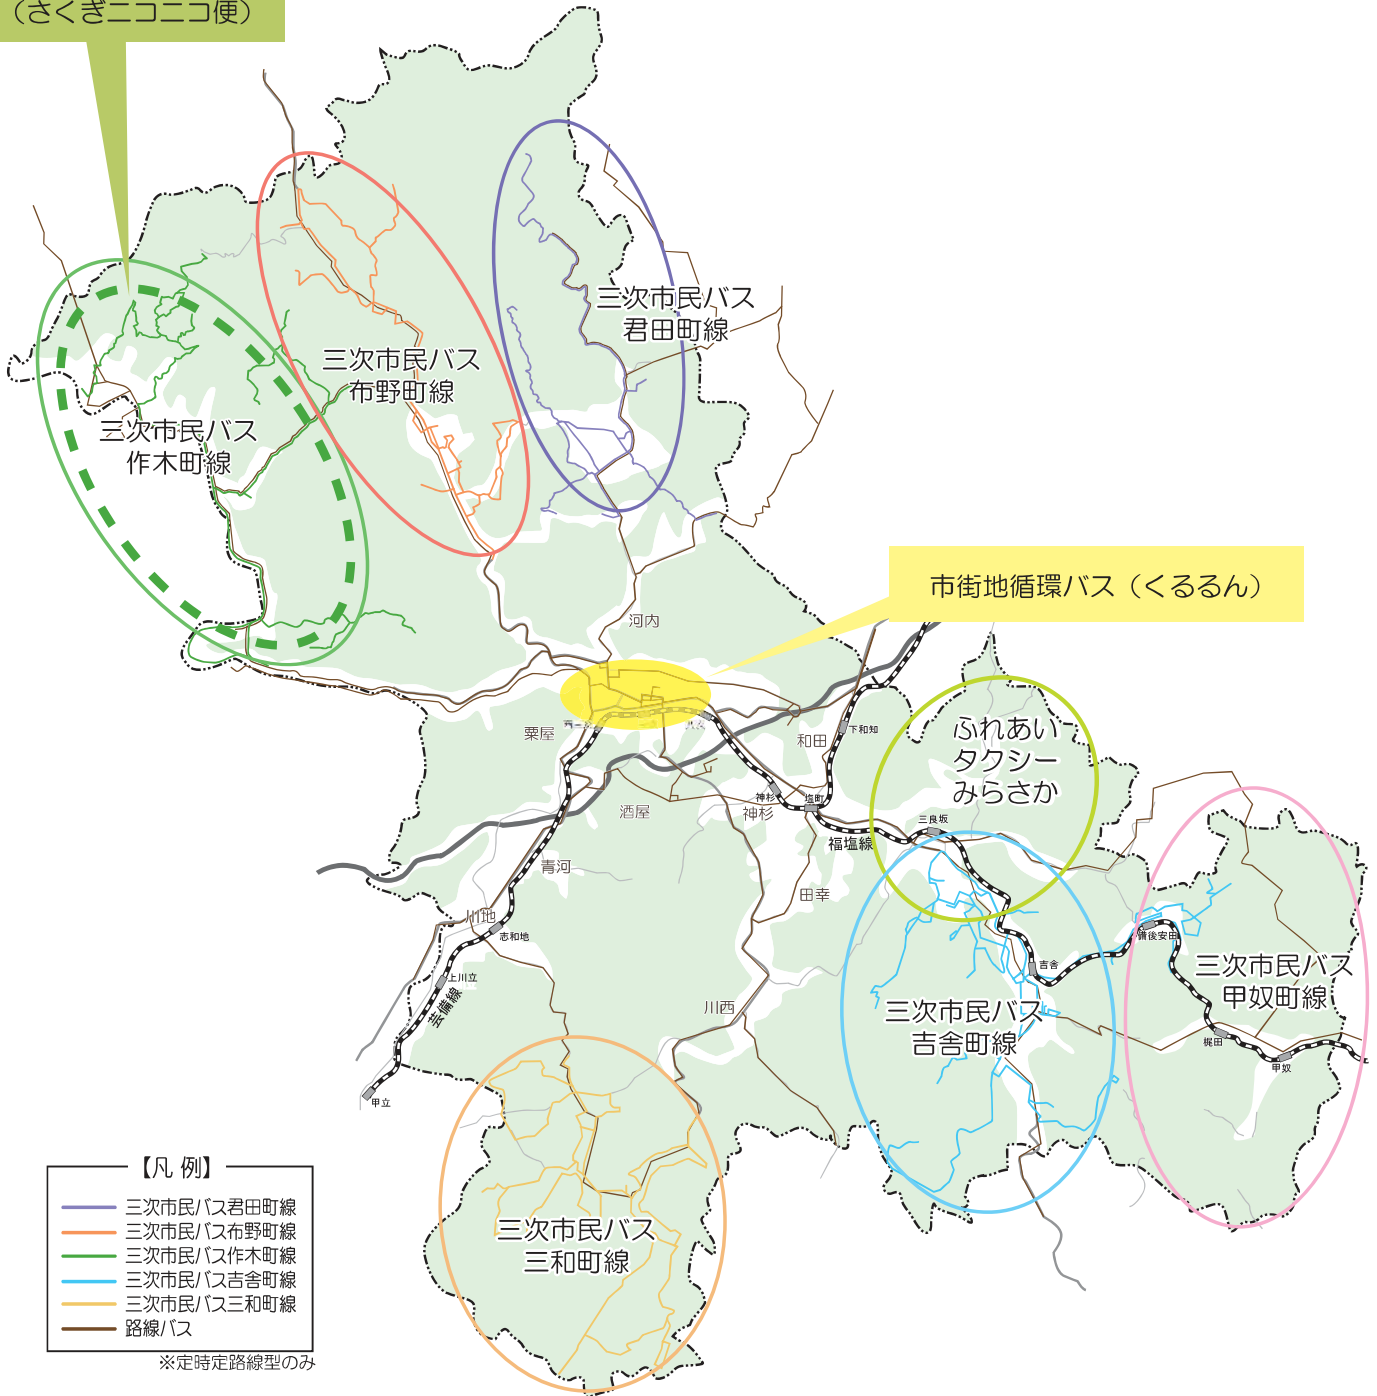 （さくぎニコニコ便）
三次市民バス
君田町線
三次市民バス
布野町線
三次市民バス
作木町線
市街地循環バス（くるるん）
河内
粟屋
和田
下和知
ふれあい
タクシー
みらさか
神杉
塩町
酒屋
神杉
三良坂
福塩線
青河
田幸
川地
志和地
備後安田
上川立
吉舎
三次市民バス
甲奴町線
芸備線
川西
三次市民バス
吉舎町線
梶田
甲奴
甲立
【凡 例】
三次市民バス君田町線
三次市民バス布野町線
三次市民バス作木町線
三次市民バス吉舎町線
三次市民バス三和町線
路線バス
※定時定路線型のみ
三次市民バス
三和町線